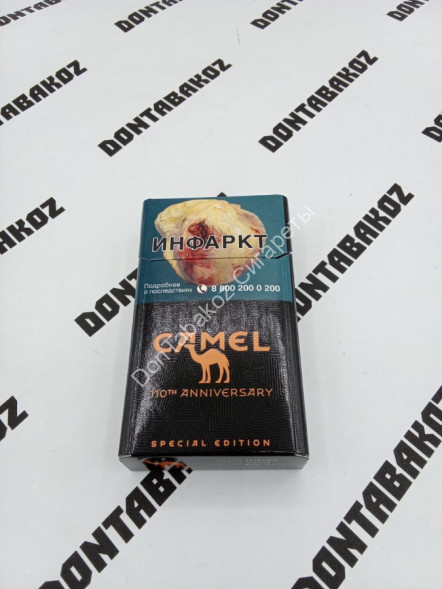 DONTABAKOZ
DONTABAKOZ
DONTABAKOZ
DONTABAKOZ
ИНФАРКТ
Подробнее
о последствиях 8 800 200 0 200
CAMEL
110TH ANNIVERSARY
SPECIAL EDITION
DonTabakoz Сигареты
DONTABAKOZ
DONTABAKOZ